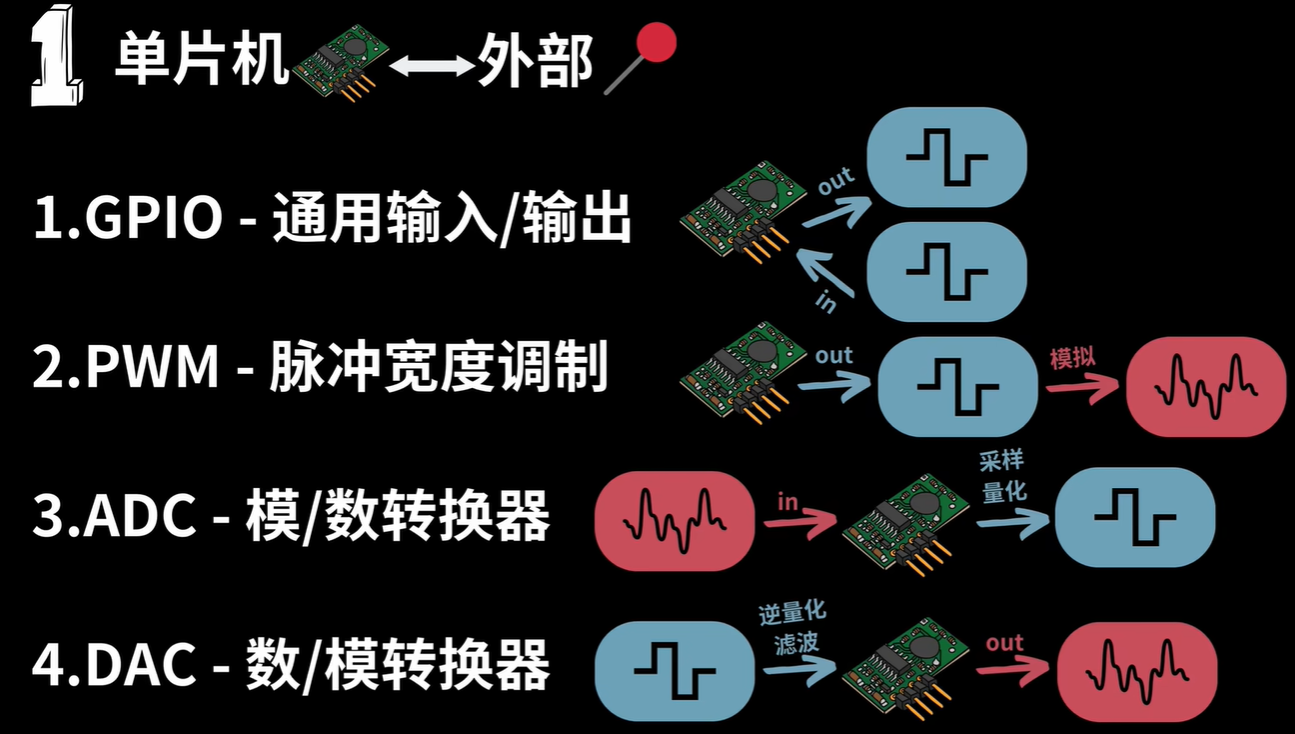 1 单片机 外部
1.GPIO - 通用输入/输出
out
in
2.PWM - 脉冲宽度调制
out
模拟
3.ADC - 模/数转换器
in
采样
量化
4.DAC - 数/模转换器
逆量化
滤波
out